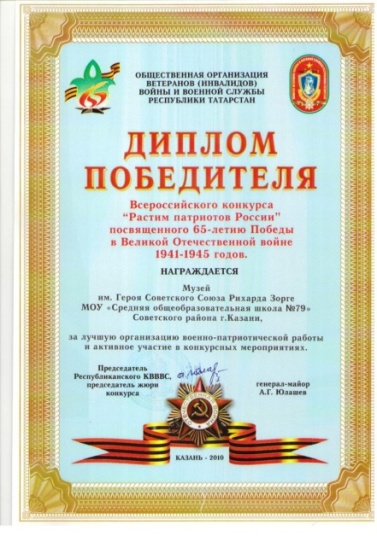 65
ОБЩЕСТВЕННАЯ ОРГАНИЗАЦИЯ
ВЕТЕРАНОВ (ИНВАЛИДОВ)
ВОЙНЫ И ВОЕННОЙ СЛУЖБЫ
РЕСПУБЛИКИ ТАТАРСТАН
ДИПЛОМ
ПОБЕДИТЕЛЯ
Всероссийского конкурса
"Растим патриотов России"
посвященного 65-летию Победы
в Великой Отечественной войне
1941-1945 годов.
НАГРАЖДАЕТСЯ
Музей
им. Героя Советского Союза Рихарда Зорге
МОУ «Средняя общеобразовательная школа №79»
Советского района г.Казани,
за лучшую организацию военно-патриотической работы
и активное участие в конкурсных мероприятиях.
Председатель
Республиканского КВВВС,
председатель жюри
конкурса
генерал-майор
А.Г. Юлашев
КАЗАНЬ - 2010